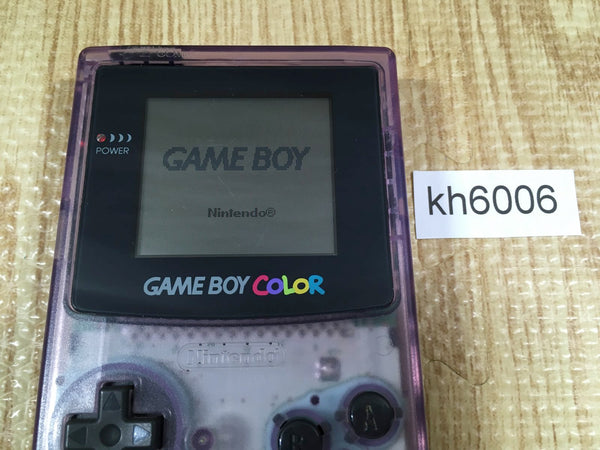 POWER
GAME BOY
Nintendo®
GAME BOY COLOR
Nintendo
A
B
kh6006